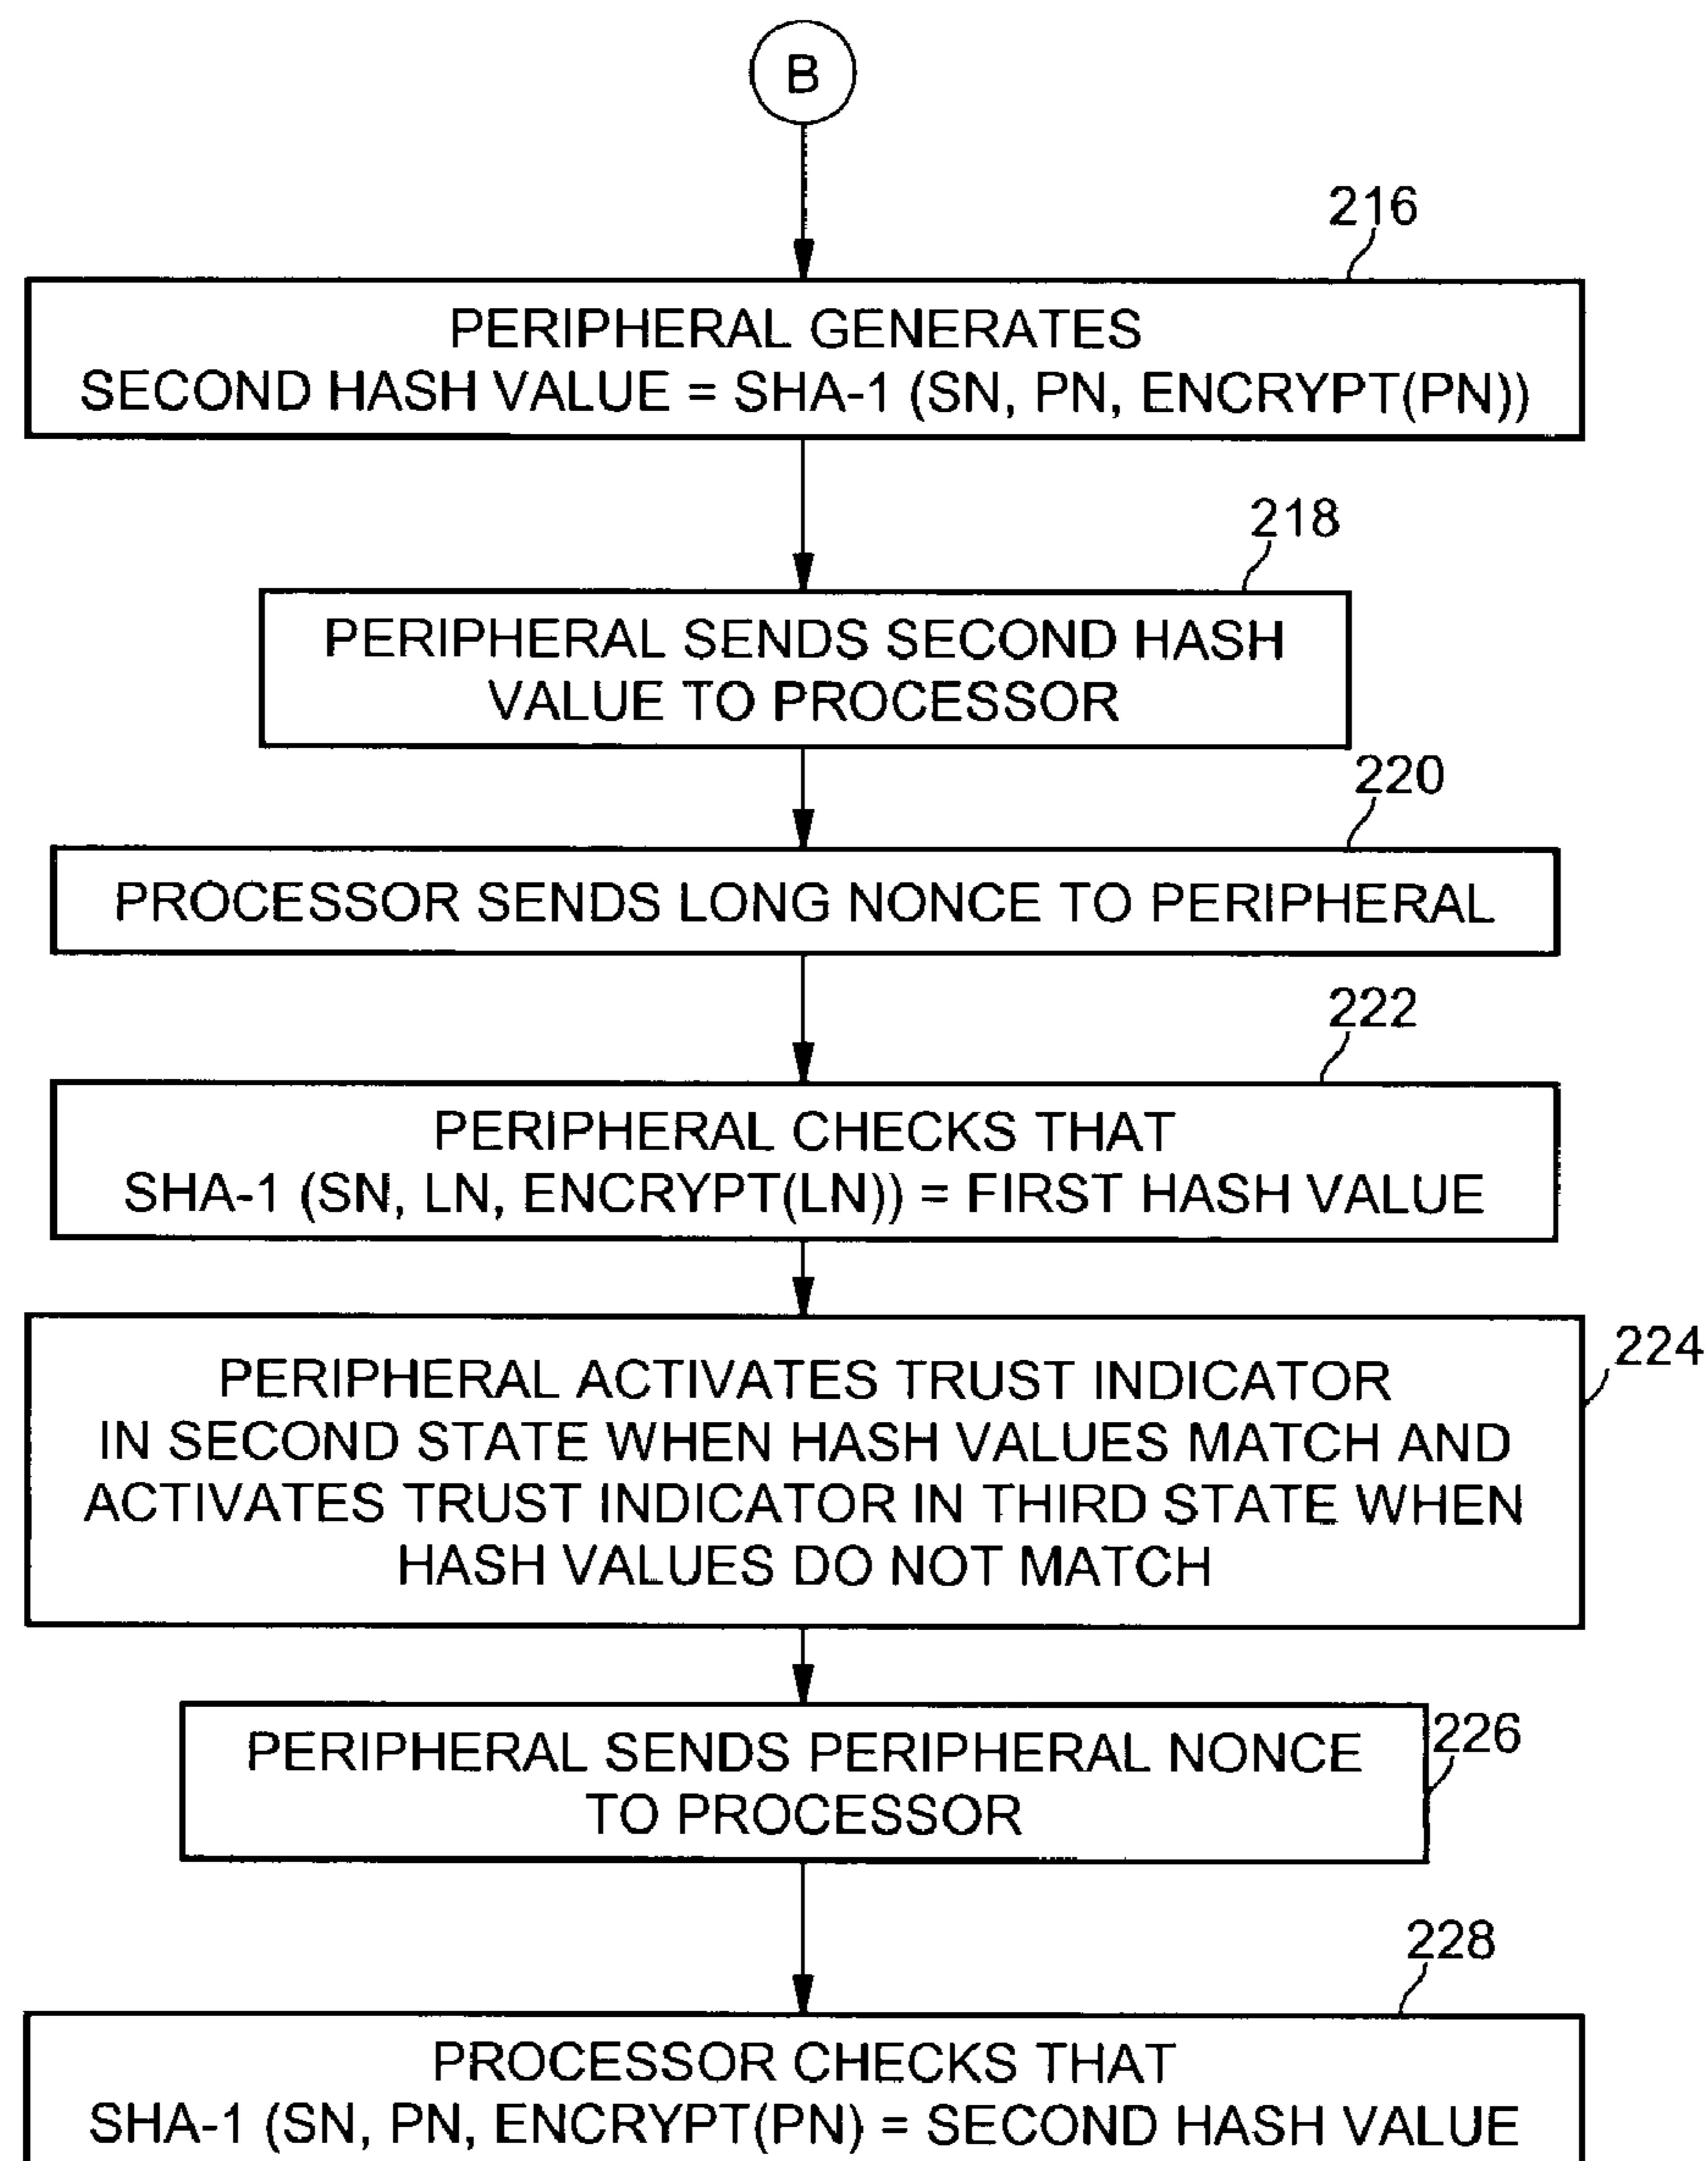 B
216
PERIPHERAL GENERATES
SECOND HASH VALUE = SHA-1 (SN, PN, ENCRYPT(PN))
218
PERIPHERAL SENDS SECOND HASH
VALUE TO PROCESSOR
220
PROCESSOR SENDS LONG NONCE TO PERIPHERAL
222
PERIPHERAL CHECKS THAT
SHA-1 (SN, LN, ENCRYPT(LN)) = FIRST HASH VALUE
224
PERIPHERAL ACTIVATES TRUST INDICATOR
IN SECOND STATE WHEN HASH VALUES MATCH AND
ACTIVATES TRUST INDICATOR IN THIRD STATE WHEN
HASH VALUES DO NOT MATCH
226
PERIPHERAL SENDS PERIPHERAL NONCE
TO PROCESSOR
228
PROCESSOR CHECKS THAT
SHA-1 (SN, PN, ENCRYPT(PN) = SECOND HASH VALUE